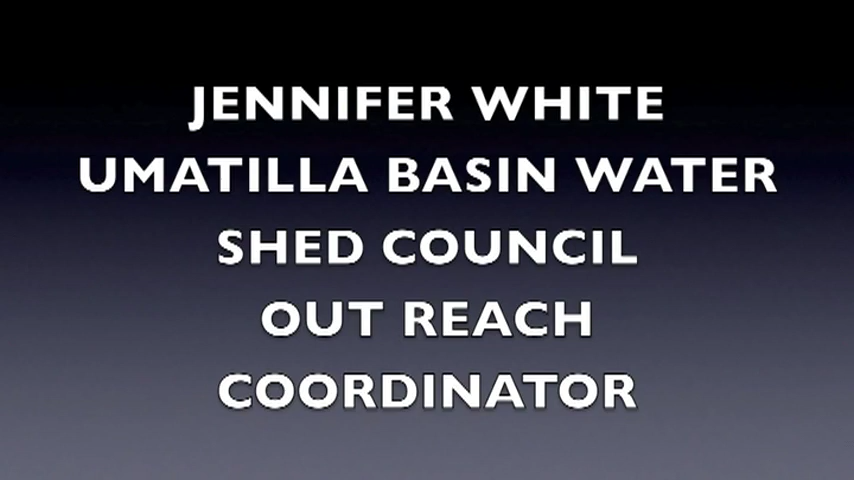 JENNIFER WHITE
UMATILLA BASIN WATER
SHED COUNCIL
OUT REACH
COORDINATOR